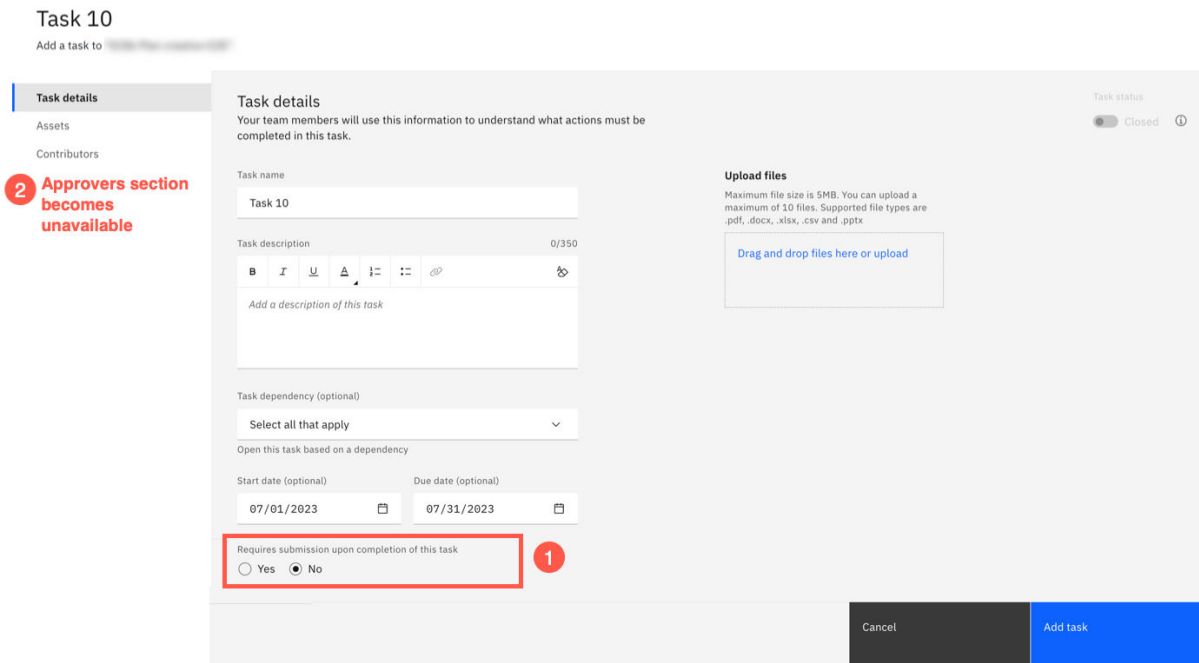 Task 10
Add a task to
Task details
Assets
Contributors
2 Approvers section
becomes
unavailable
Task details
Your team members will use this information to understand what actions must be
completed in this task.
Task status
Closed
Task name
Task 10
Task description 0/350
B I U A
Add a description of this task
Task dependency (optional)
Select all that apply
Open this task based on a dependency
Start date (optional) Due date (optional)
07/01/2023 07/31/2023
Requires submission upon completion of this task
Yes No
1
Upload files
Maximum file size is 5MB. You can upload a
maximum of 10 files. Supported file types are
.pdf, .docx, .xlsx, .csv and .pptx
Drag and drop files here or upload
Cancel Add task